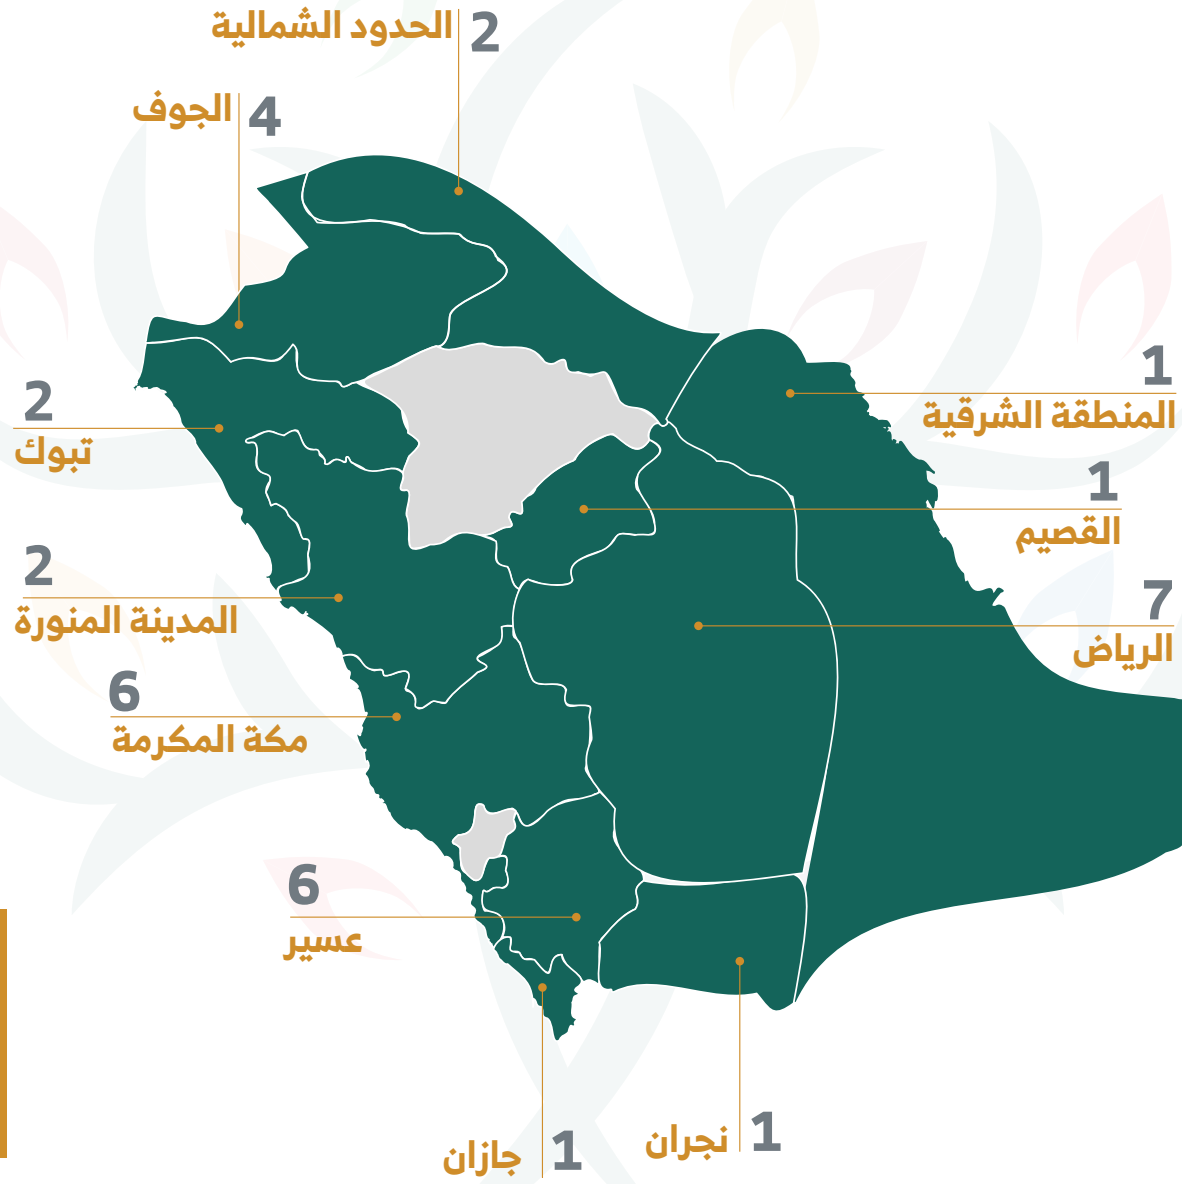 2 الحدود الشمالية
4 الجوف
1
المنطقة الشرقية
2
تبوك
1
القصيم
2
المدينة المنورة
7
الرياض
6
مكة المكرمة
6
عسير
1 نجران
1 جازان